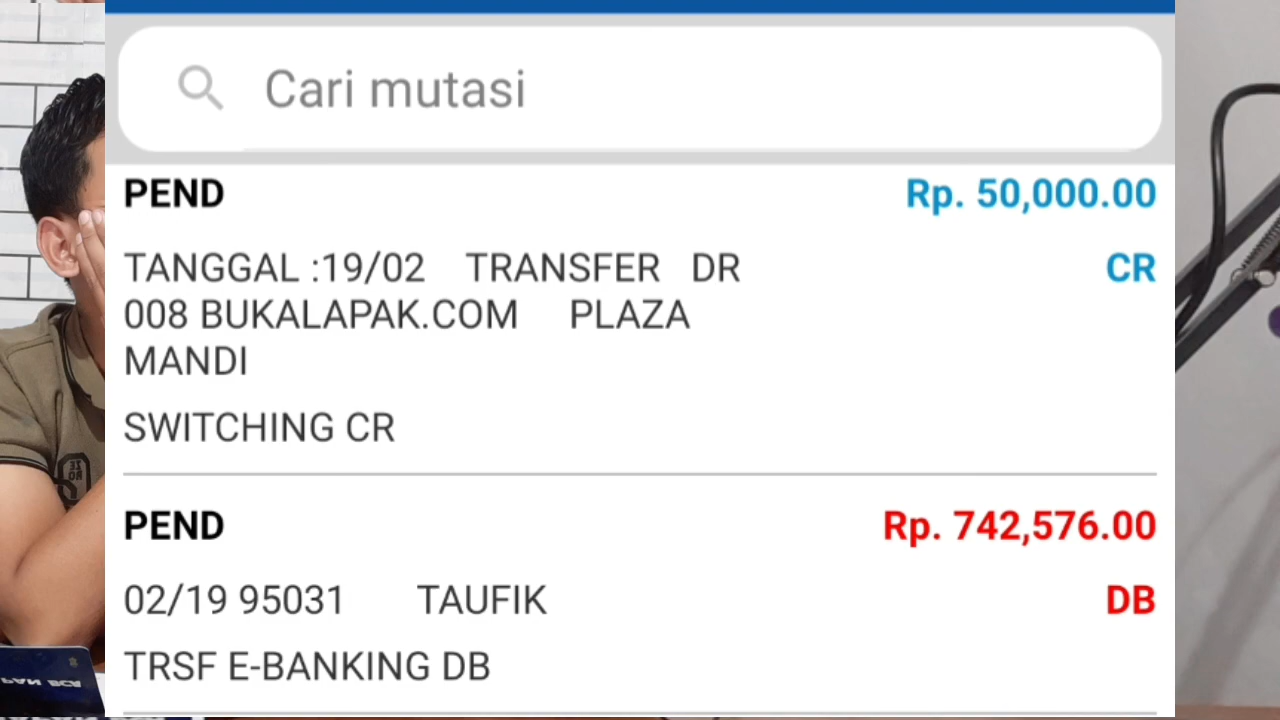 Cari mutasi
PEND Rp. 50,000.00
TANGGAL :19/02 TRANSFER DR CR
008 BUKALAPAK.COM PLAZA
MANDI
SWITCHING CR
PEND Rp. 742,576.00
02/19 95031 TAUFIK DB
TRSF E-BANKING DB